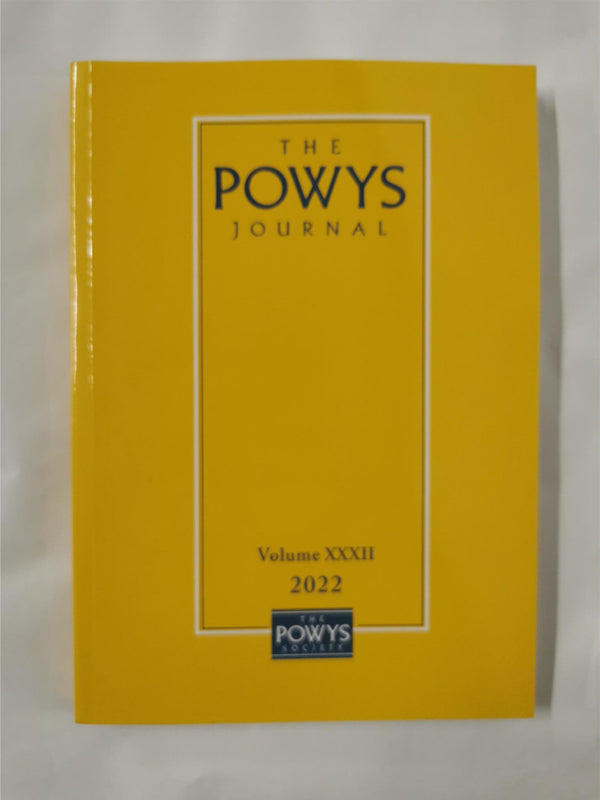 THE
POWYS
JOURNAL
Volume XXXII
2022
THE
POWYS
SOCIETY